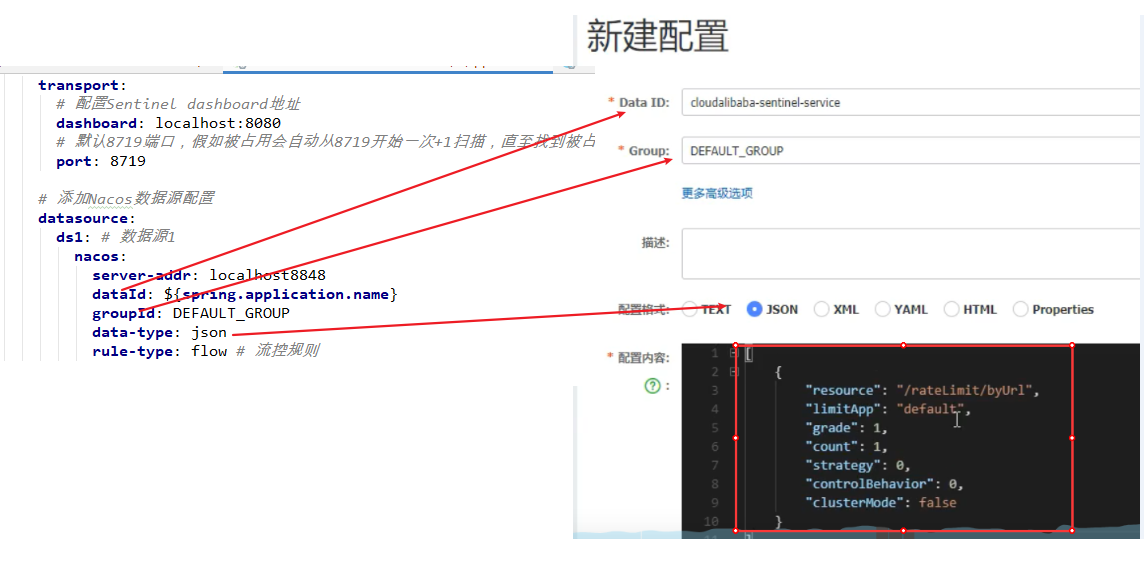 新建配置
transport:
# 配置Sentinel dashboard地址
dashboard: localhost:8080
# 默认8719端口，假如被占用会自动从8719开始一次+1扫描，直至找到被占
port: 8719
# 添加Nacos数据源配置
datasource:
ds1: # 数据源1
nacos:
server-addr: localhost8848
dataId: ${spring.application.name}
groupId: DEFAULT_GROUP
data-type: json
rule-type: flow # 流控规则
* Data ID: cloudalibaba-sentinel-service
* Group: DEFAULT_GROUP
更多高级选项
描述:
配置格式: TEXT JSON XML YAML HTML Properties
* 配置内容:
? :
1 [
2 {
3 "resource": "/rateLimit/byUrl",
4 "limitApp": "default",
5 "grade": 1,
6 "count": 1,
7 "strategy": 0,
8 "controlBehavior": 0,
9 "clusterMode": false
10 }